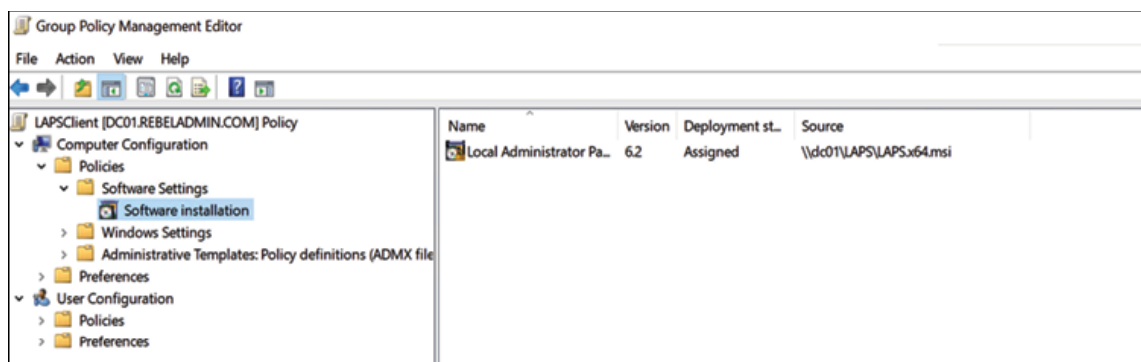 Group Policy Management Editor
File Action View Help
LAPSClient [DC01.REBELADMIN.COM] Policy
Computer Configuration
Policies
Software Settings
Software installation
Windows Settings
Administrative Templates: Policy definitions (ADMX file
Preferences
User Configuration
Policies
Preferences
Name Version Deployment st... Source
Local Administrator Pa... 6.2 Assigned \\dc01\LAPS\LAPS.x64.msi